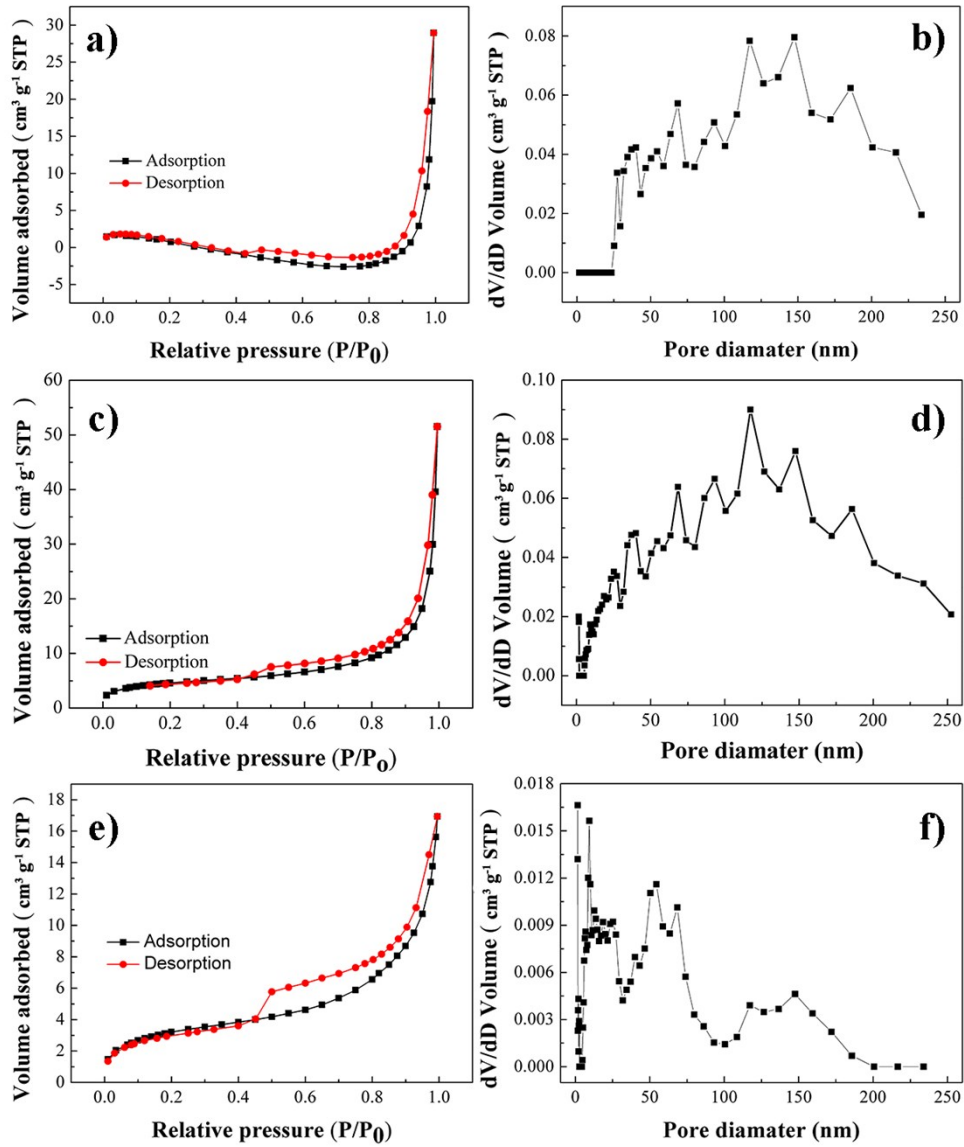 a)
Volume adsorbed ( cm³ g⁻¹ STP )
30
25
20
15
10
5
0
-5
Adsorption
Desorption
0.0 0.2 0.4 0.6 0.8 1.0
Relative pressure (P/P₀)
b)
dV/dD Volume ( cm³ g⁻¹ STP )
0.08
0.06
0.04
0.02
0.00
0 50 100 150 200 250
Pore diamater (nm)
c)
Volume adsorbed ( cm³ g⁻¹ STP )
60
50
40
30
20
10
0
Adsorption
Desorption
0.0 0.2 0.4 0.6 0.8 1.0
Relative pressure (P/Pₒ)
d)
dV/dD Volume ( cm³ g⁻¹ STP )
0.10
0.08
0.06
0.04
0.02
0.00
0 50 100 150 200 250
Pore diamater (nm)
e)
Volume adsorbed ( cm³ g⁻¹ STP )
18
16
14
12
10
8
6
4
2
0
Adsorption
Desorption
0.0 0.2 0.4 0.6 0.8 1.0
Relative pressure (P/P₀)
f)
dV/dD Volume ( cm³ g⁻¹ STP )
0.018
0.015
0.012
0.009
0.006
0.003
0.000
0 50 100 150 200 250
Pore diamater (nm)